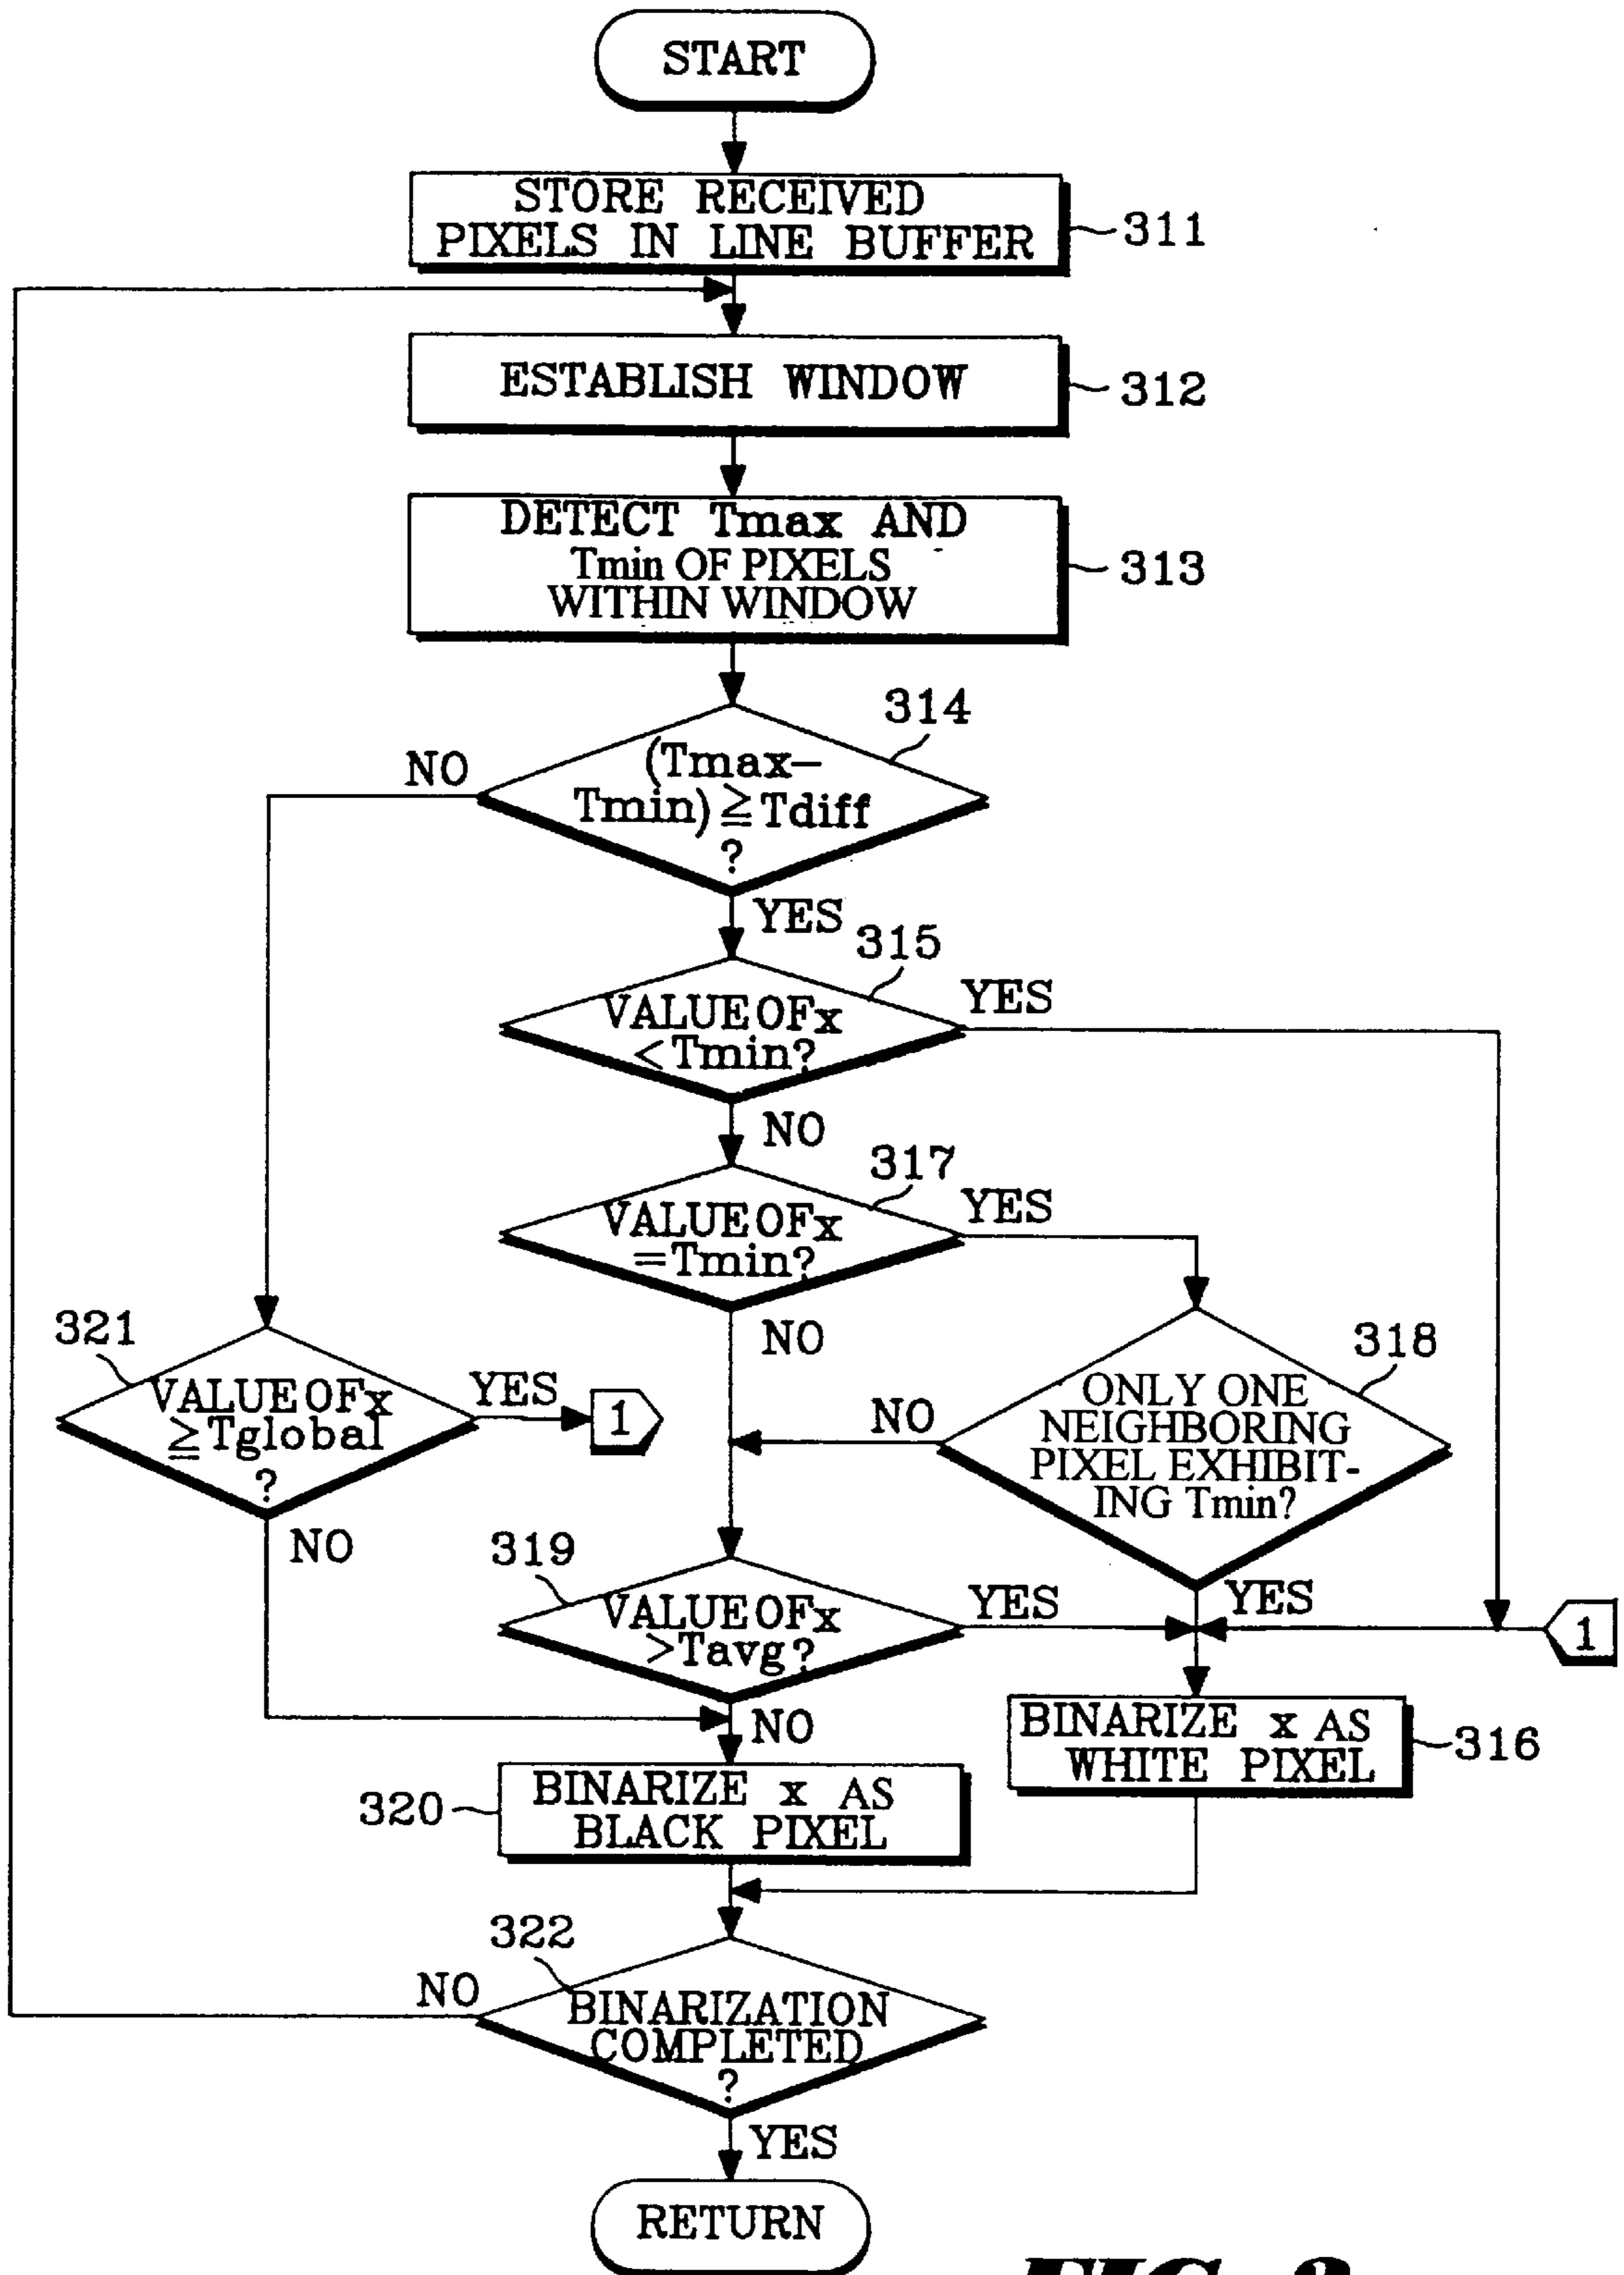 START
STORE RECEIVED
PIXELS IN LINE BUFFER
311
ESTABLISH WINDOW
312
DETECT Tmax AND
Tmin OF PIXELS
WITHIN WINDOW
313
314
NO
(Tmax-
Tmin) ≧ Tdiff
?
YES
315
VALUE OF x
< Tmin?
YES
NO
317
VALUE OF x
=Tmin?
YES
NO
321
VALUE OF x
≧ Tglobal
?
YES
1
NO
318
ONLY ONE
NEIGHBORING
PIXEL EXHIBIT-
ING Tmin?
NO
YES
319
VALUE OF x
>Tavg?
YES
1
NO
BINARIZE x AS
WHITE PIXEL
316
320
BINARIZE x AS
BLACK PIXEL
322
NO
BINARIZATION
COMPLETED
?
YES
RETURN